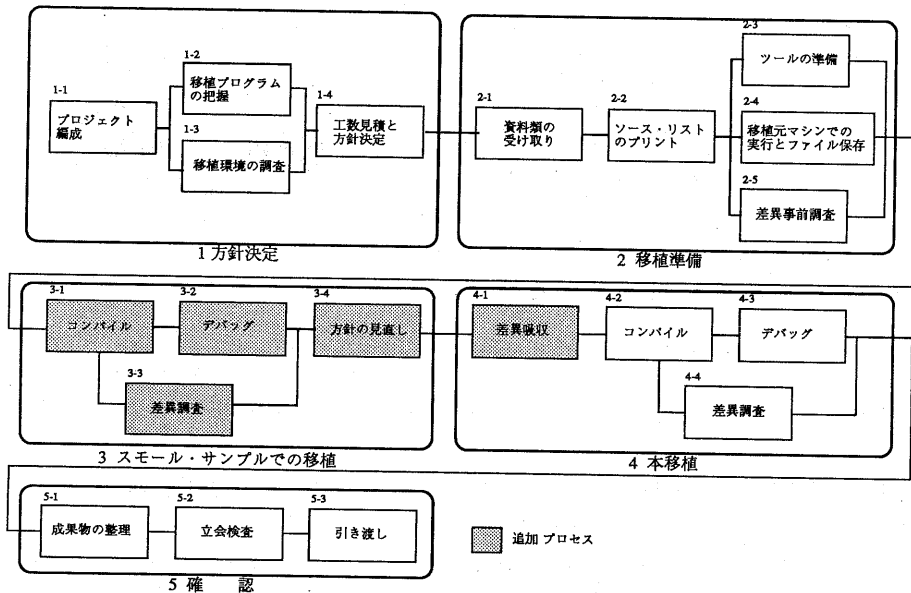 1-1
プロジェクト
編成
1-2
移植プログラム
の把握
1-3
移植環境の調査
1-4
工数見積と
方針決定
1 方針決定
2-1
資料類の
受け取り
2-2
ソース・リスト
のプリント
2-3
ツールの準備
2-4
移植元マシンでの
実行とファイル保存
2-5
差異事前調査
2 移植準備
3-1
コンパイル
3-2
デバッグ
3-3
差異調査
3-4
方針の見直し
3 スモール・サンプルでの移植
4-1
差異吸収
4-2
コンパイル
4-3
デバッグ
4-4
差異調査
4 本移植
5-1
成果物の整理
5-2
立会検査
5-3
引き渡し
5 確 認
追加 プロセス